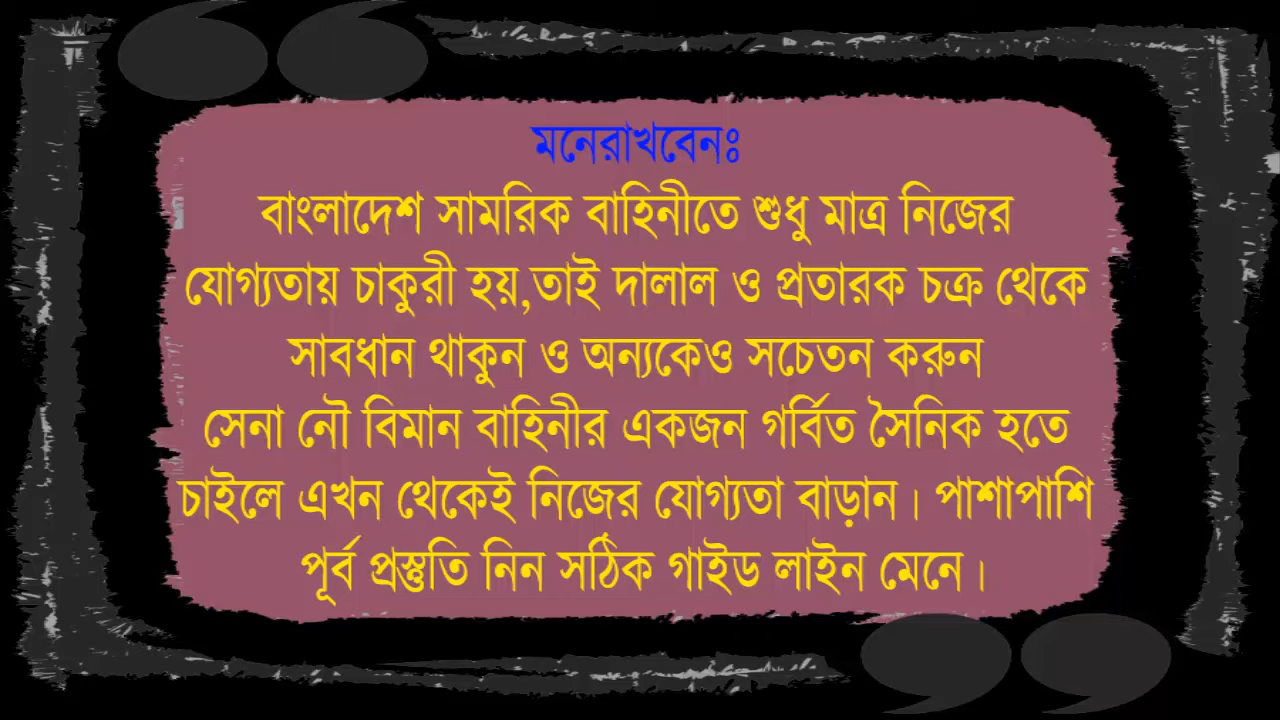 মনেরাখবেনঃ
বাংলাদেশ সামরিক বাহিনীতে শুধু মাত্র নিজের
যোগ্যতায় চাকুরী হয়,তাই দালাল ও প্রতারক চক্র থেকে
সাবধান থাকুন ও অন্যকেও সচেতন করুন
সেনা নৌ বিমান বাহিনীর একজন গর্বিত সৈনিক হতে
চাইলে এখন থেকেই নিজের যোগ্যতা বাড়ান। পাশাপাশি
পূর্ব প্রস্তুতি নিন সঠিক গাইড লাইন মেনে।